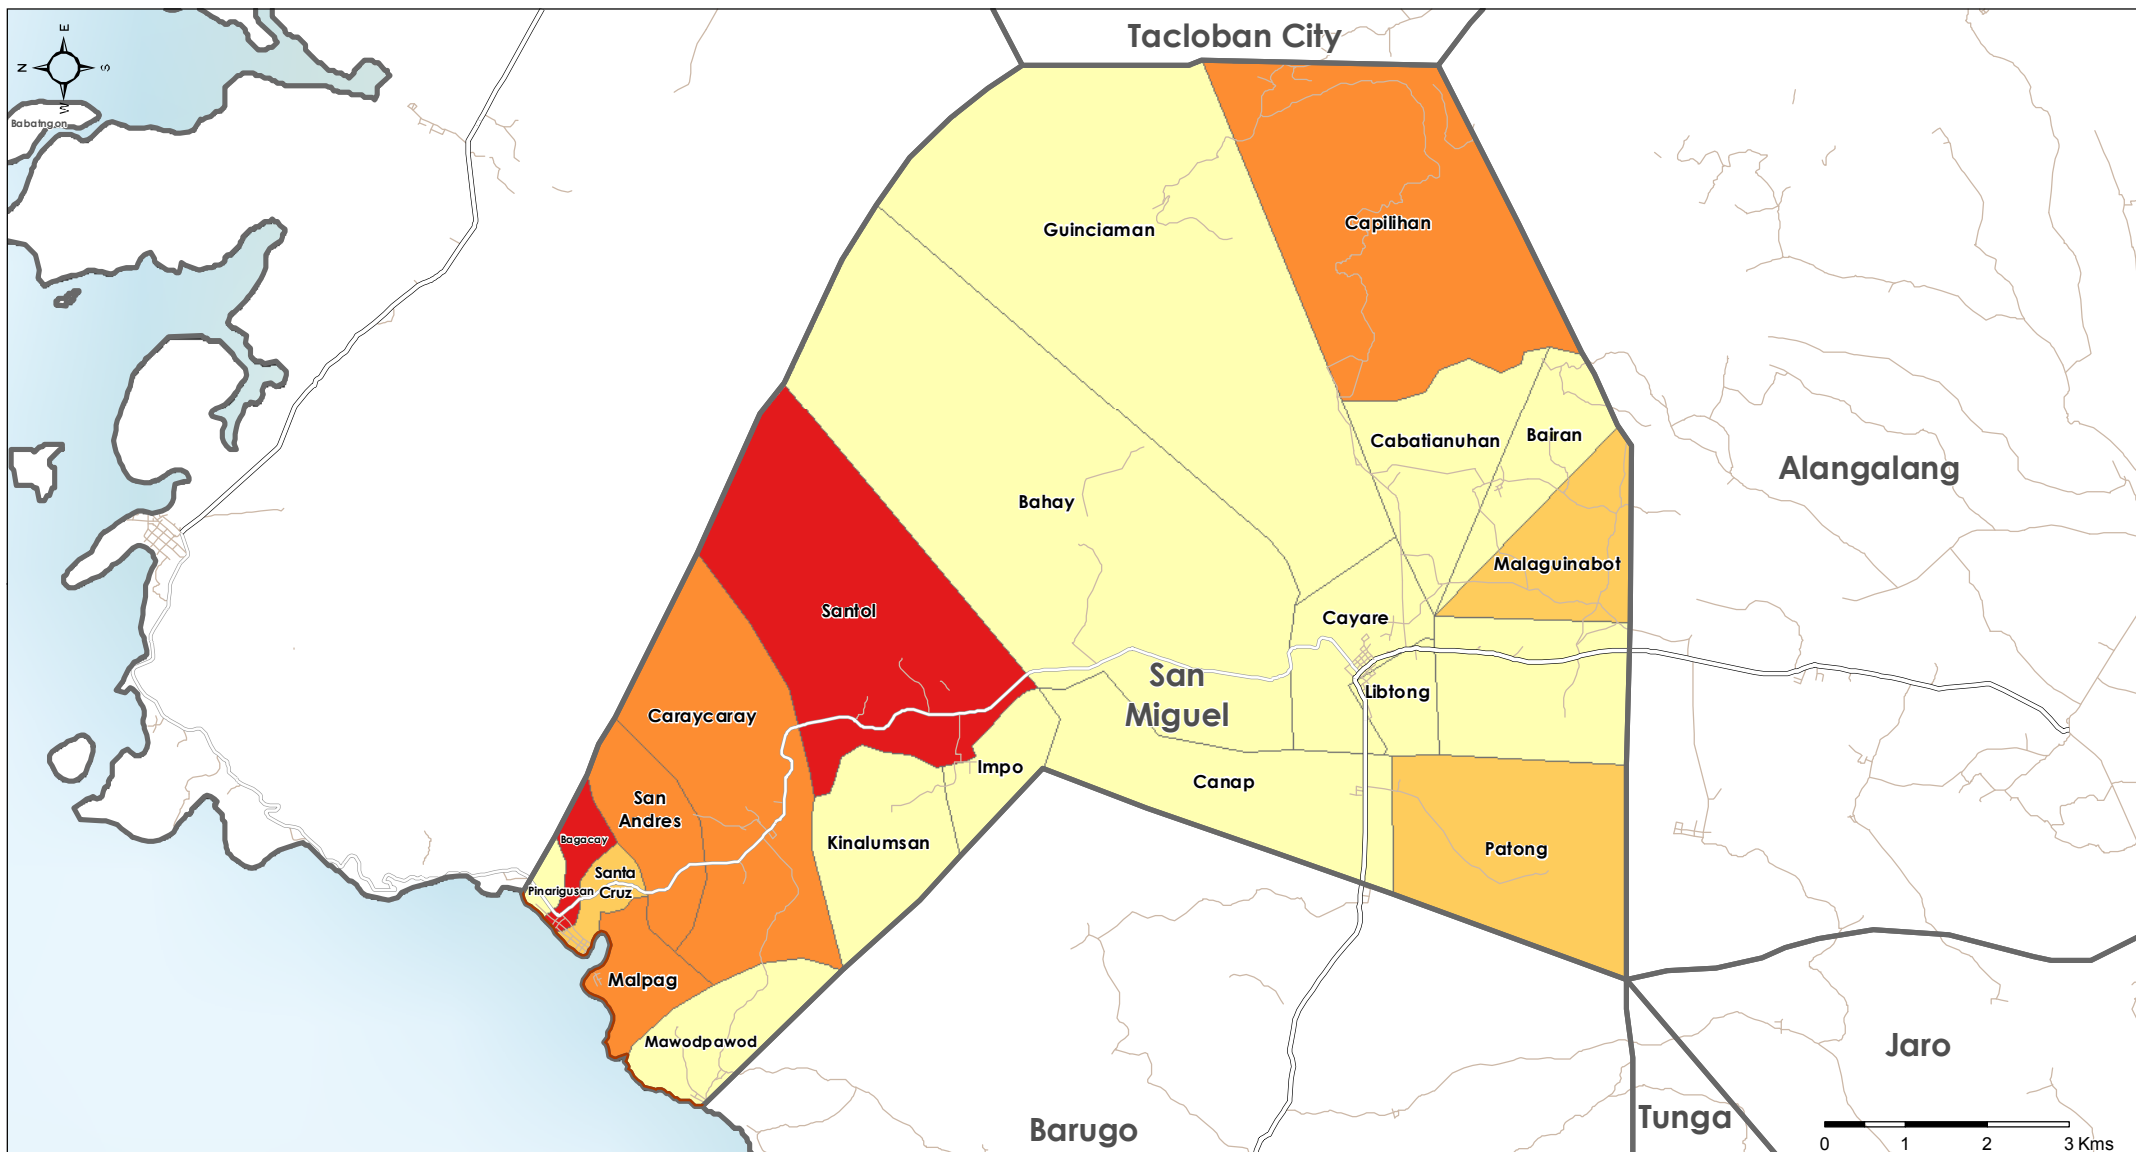 Tacloban City
E
N
S
W
Babatngon
Guinciaman
Capilihan
Cabatianuhan
Bairan
Alangalang
Bahay
Malaguinabot
Santol
Cayare
San
Miguel
Libtong
Caraycaray
Impo
Canap
San
Andres
Bagacay
Kinalumsan
Patong
Santa
Cruz
Pinarigusan
Malpag
Mawodpawod
Jaro
Tunga
Barugo
0 1 2 3 Kms